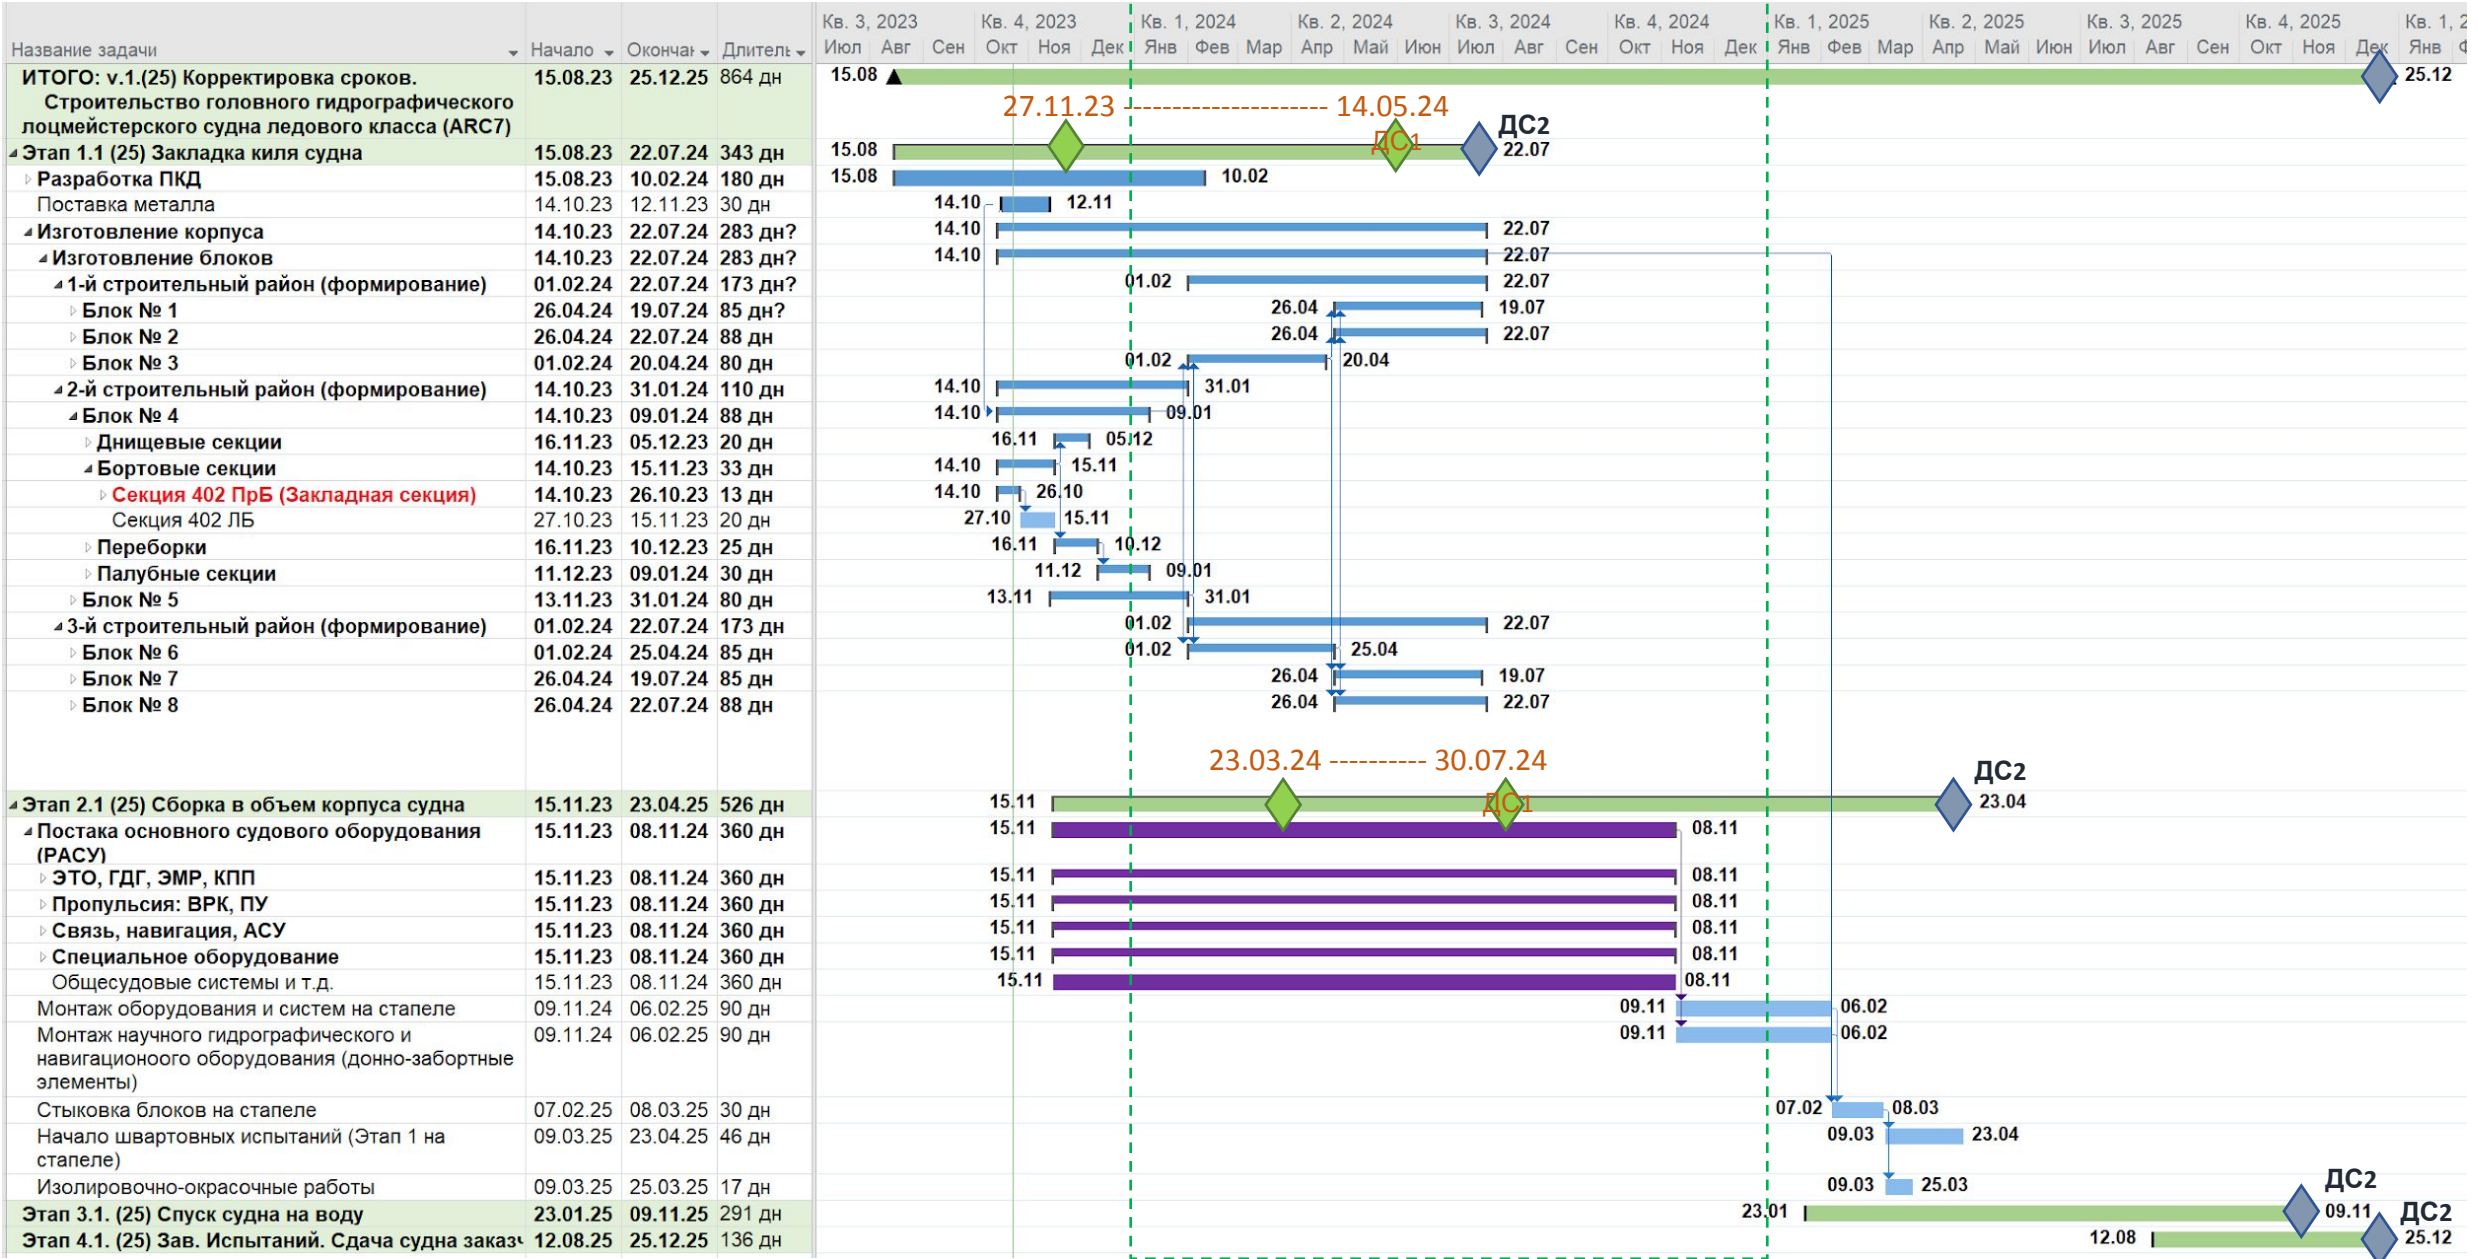 Кв. 3, 2023 Кв. 4, 2023 Кв. 1, 2024 Кв. 2, 2024 Кв. 3, 2024 Кв. 4, 2024 Кв. 1, 2025 Кв. 2, 2025 Кв. 3, 2025 Кв. 4, 2025 Кв. 1, 2
Название задачи Начало Окончан Длитель Июл Авг Сен Окт Ноя Дек Янв Фев Мар Апр Май Июн Июл Авг Сен Окт Ноя Дек Янв Фев Мар Апр Май Июн Июл Авг Сен Окт Ноя Дек Янв
ИТОГО: v.1.(25) Корректировка сроков. 15.08.23 25.12.25 864 дн 15.08 25.12
Строительство головного гидрографического
лоцмейстерского судна ледового класса (ARC7)
27.11.23 -------------------- 14.05.24
ДС1 ДС2
Этап 1.1 (25) Закладка киля судна 15.08.23 22.07.24 343 дн 15.08 22.07
Разработка ПКД 15.08.23 10.02.24 180 дн 15.08 10.02
Поставка металла 14.10.23 12.11.23 30 дн 14.10 12.11
Изготовление корпуса 14.10.23 22.07.24 283 дн? 14.10 22.07
Изготовление блоков 14.10.23 22.07.24 283 дн? 14.10 22.07
1-й строительный район (формирование) 01.02.24 22.07.24 173 дн? 01.02 22.07
Блок № 1 26.04.24 19.07.24 85 дн? 26.04 19.07
Блок № 2 26.04.24 22.07.24 88 дн 26.04 22.07
Блок № 3 01.02.24 20.04.24 80 дн 01.02 20.04
2-й строительный район (формирование) 14.10.23 31.01.24 110 дн 14.10 31.01
Блок № 4 14.10.23 09.01.24 88 дн 14.10 09.01
Днищевые секции 16.11.23 05.12.23 20 дн 16.11 05.12
Бортовые секции 14.10.23 15.11.23 33 дн 14.10 15.11
Секция 402 ПрБ (Закладная секция) 14.10.23 26.10.23 13 дн 14.10 26.10
Секция 402 ЛБ 27.10.23 15.11.23 20 дн 27.10 15.11
Переборки 16.11.23 10.12.23 25 дн 16.11 10.12
Палубные секции 11.12.23 09.01.24 30 дн 11.12 09.01
Блок № 5 13.11.23 31.01.24 80 дн 13.11 31.01
3-й строительный район (формирование) 01.02.24 22.07.24 173 дн 01.02 22.07
Блок № 6 01.02.24 25.04.24 85 дн 01.02 25.04
Блок № 7 26.04.24 19.07.24 85 дн 26.04 19.07
Блок № 8 26.04.24 22.07.24 88 дн 26.04 22.07
23.03.24 ---------- 30.07.24
ДС1 ДС2
Этап 2.1 (25) Сборка в объем корпуса судна 15.11.23 23.04.25 526 дн 15.11 23.04
Постака основного судового оборудования 15.11.23 08.11.24 360 дн 15.11 08.11
(РАСУ)
ЭТО, ГДГ, ЭМР, КПП 15.11.23 08.11.24 360 дн 15.11 08.11
Пропульсия: ВРК, ПУ 15.11.23 08.11.24 360 дн 15.11 08.11
Связь, навигация, АСУ 15.11.23 08.11.24 360 дн 15.11 08.11
Специальное оборудование 15.11.23 08.11.24 360 дн 15.11 08.11
Общесудовые системы и т.д. 15.11.23 08.11.24 360 дн 15.11 08.11
Монтаж оборудования и систем на стапеле 09.11.24 06.02.25 90 дн 09.11 06.02
Монтаж научного гидрографического и 09.11.24 06.02.25 90 дн 09.11 06.02
навигационоого оборудования (донно-забортные
элементы)
Стыковка блоков на стапеле 07.02.25 08.03.25 30 дн 07.02 08.03
Начало швартовных испытаний (Этап 1 на 09.03.25 23.04.25 46 дн 09.03 23.04
стапеле)
Изолировочно-окрасочные работы 09.03.25 25.03.25 17 дн 09.03 25.03
ДС2
Этап 3.1. (25) Спуск судна на воду 23.01.25 09.11.25 291 дн 23.01 09.11 ДС2
Этап 4.1. (25) Зав. Испытаний. Сдача судна заказч 12.08.25 25.12.25 136 дн 12.08 25.12